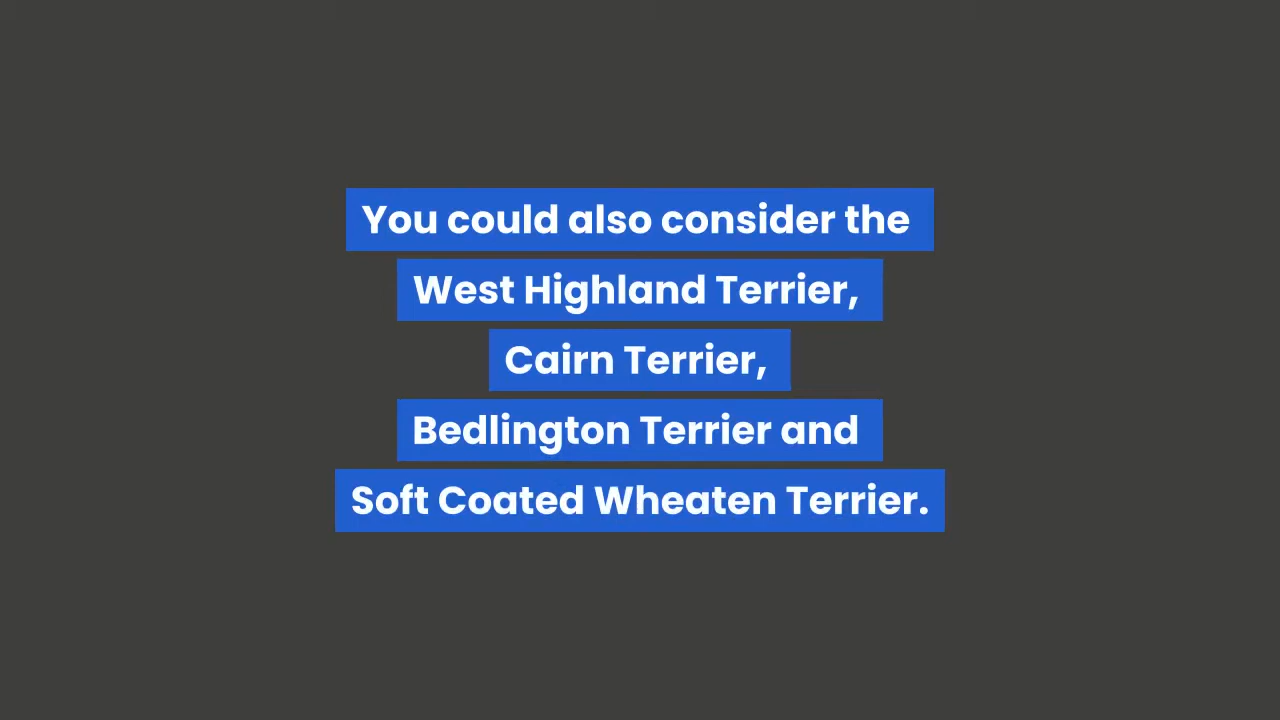 You could also consider the
West Highland Terrier,
Cairn Terrier,
Bedlington Terrier and
Soft Coated Wheaten Terrier.